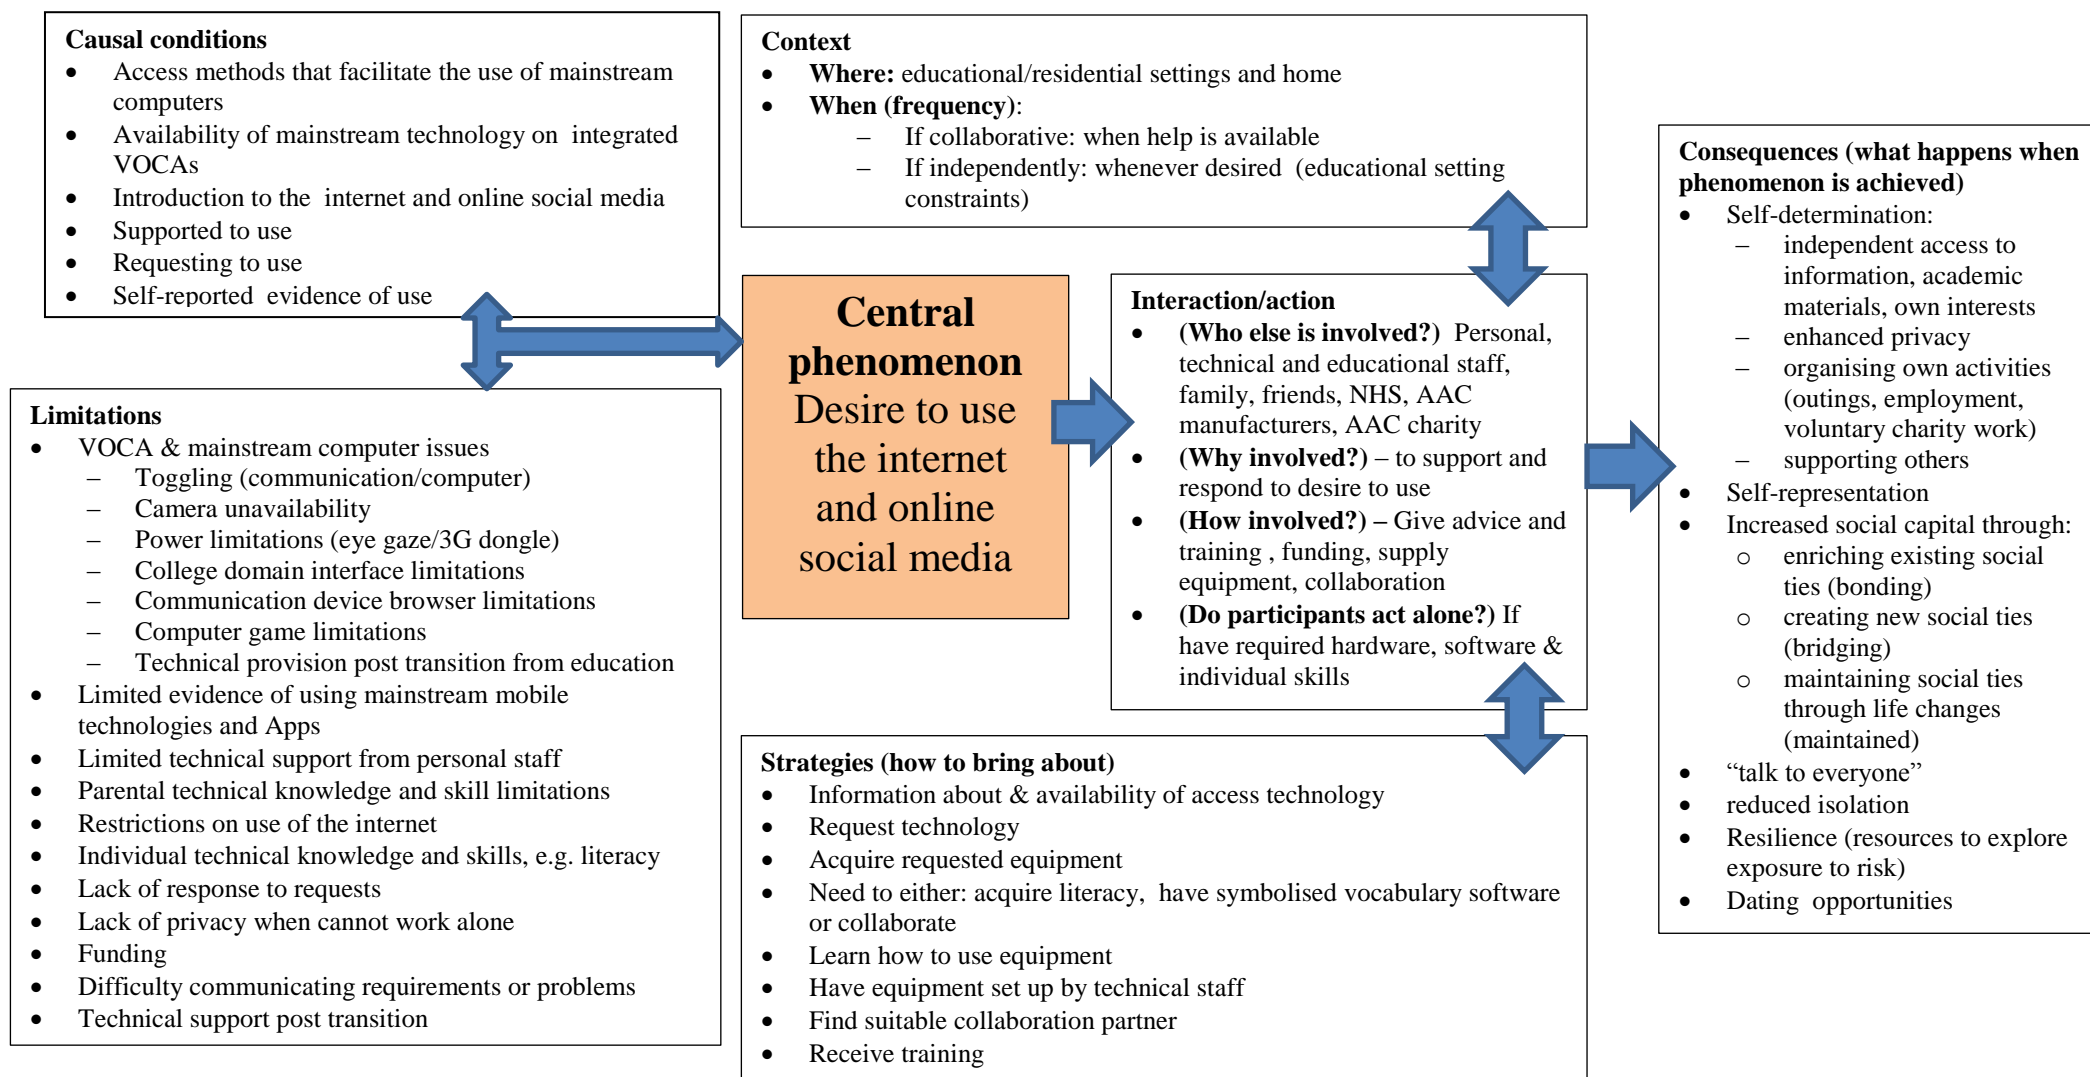 Causal conditions
• Access methods that facilitate the use of mainstream
computers
• Availability of mainstream technology on integrated
VOCAs
• Introduction to the internet and online social media
• Supported to use
• Requesting to use
• Self-reported evidence of use
Limitations
• VOCA & mainstream computer issues
– Toggling (communication/computer)
– Camera unavailability
– Power limitations (eye gaze/3G dongle)
– College domain interface limitations
– Communication device browser limitations
– Computer game limitations
– Technical provision post transition from education
• Limited evidence of using mainstream mobile
technologies and Apps
• Limited technical support from personal staff
• Parental technical knowledge and skill limitations
• Restrictions on use of the internet
• Individual technical knowledge and skills, e.g. literacy
• Lack of response to requests
• Lack of privacy when cannot work alone
• Funding
• Difficulty communicating requirements or problems
• Technical support post transition
Context
• Where: educational/residential settings and home
• When (frequency):
– If collaborative: when help is available
– If independently: whenever desired (educational setting
constraints)
Central
phenomenon
Desire to use
the internet
and online
social media
Interaction/action
• (Who else is involved?) Personal,
technical and educational staff,
family, friends, NHS, AAC
manufacturers, AAC charity
• (Why involved?) – to support and
respond to desire to use
• (How involved?) – Give advice and
training , funding, supply
equipment, collaboration
• (Do participants act alone?) If
have required hardware, software &
individual skills
Strategies (how to bring about)
• Information about & availability of access technology
• Request technology
• Acquire requested equipment
• Need to either: acquire literacy, have symbolised vocabulary software
or collaborate
• Learn how to use equipment
• Have equipment set up by technical staff
• Find suitable collaboration partner
• Receive training
Consequences (what happens when
phenomenon is achieved)
• Self-determination:
– independent access to
information, academic
materials, own interests
– enhanced privacy
– organising own activities
(outings, employment,
voluntary charity work)
– supporting others
• Self-representation
• Increased social capital through:
o enriching existing social
ties (bonding)
o creating new social ties
(bridging)
o maintaining social ties
through life changes
(maintained)
• “talk to everyone”
• reduced isolation
• Resilience (resources to explore
exposure to risk)
• Dating opportunities